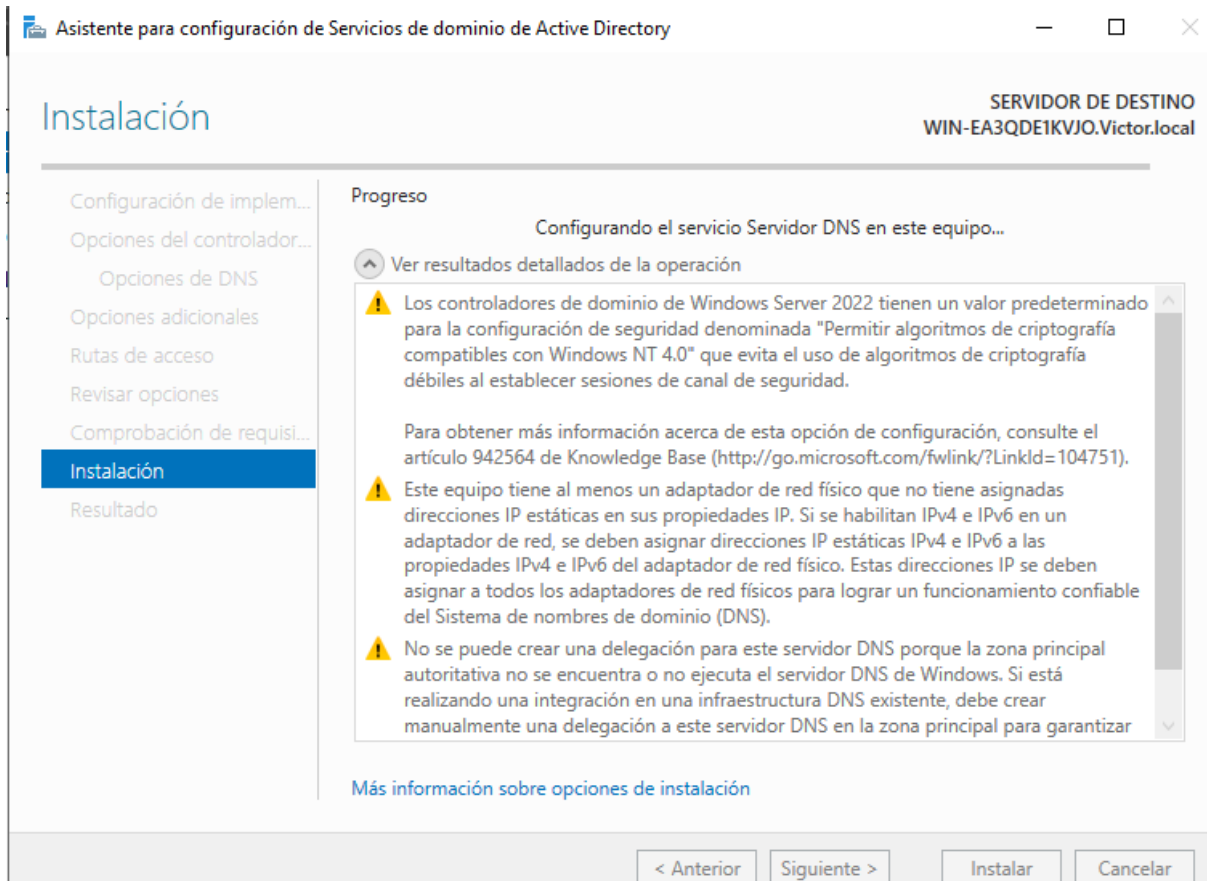 Asistente para configuración de Servicios de dominio de Active Directory
Instalación
SERVIDOR DE DESTINO
WIN-EA3QDE1KVJO.Victor.local
Configuración de implem...
Opciones del controlador...
Opciones de DNS
Opciones adicionales
Rutas de acceso
Revisar opciones
Comprobación de requisi...
Instalación
Resultado
Progreso
Configurando el servicio Servidor DNS en este equipo...
Ver resultados detallados de la operación
Los controladores de dominio de Windows Server 2022 tienen un valor predeterminado
para la configuración de seguridad denominada "Permitir algoritmos de criptografía
compatibles con Windows NT 4.0" que evita el uso de algoritmos de criptografía
débiles al establecer sesiones de canal de seguridad.
Para obtener más información acerca de esta opción de configuración, consulte el
artículo 942564 de Knowledge Base (http://go.microsoft.com/fwlink/?LinkId=104751).
Este equipo tiene al menos un adaptador de red físico que no tiene asignadas
direcciones IP estáticas en sus propiedades IP. Si se habilitan IPv4 e IPv6 en un
adaptador de red, se deben asignar direcciones IP estáticas IPv4 e IPv6 a las
propiedades IPv4 e IPv6 del adaptador de red físico. Estas direcciones IP se deben
asignar a todos los adaptadores de red físicos para lograr un funcionamiento confiable
del Sistema de nombres de dominio (DNS).
No se puede crear una delegación para este servidor DNS porque la zona principal
autoritativa no se encuentra o no ejecuta el servidor DNS de Windows. Si está
realizando una integración en una infraestructura DNS existente, debe crear
manualmente una delegación a este servidor DNS en la zona principal para garantizar
Más información sobre opciones de instalación
< Anterior
Siguiente >
Instalar
Cancelar